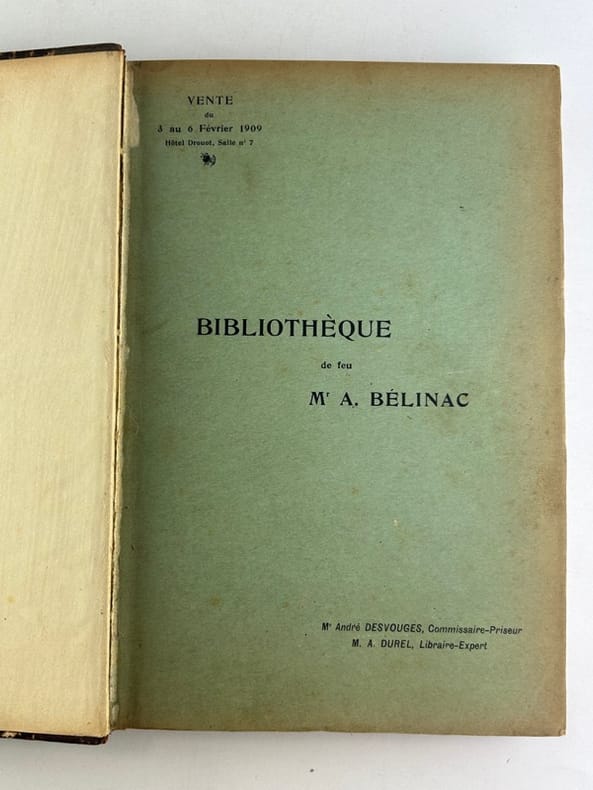 VENTE
du
3 au 6 Février 1909
Hôtel Drouot, Salle nº 7
BIBLIOTHÈQUE
de feu
Mʳ A. BÉLINAC
Mᵉ André DESVOUGES, Commissaire-Priseur
M. A. DUREL, Libraire-Expert